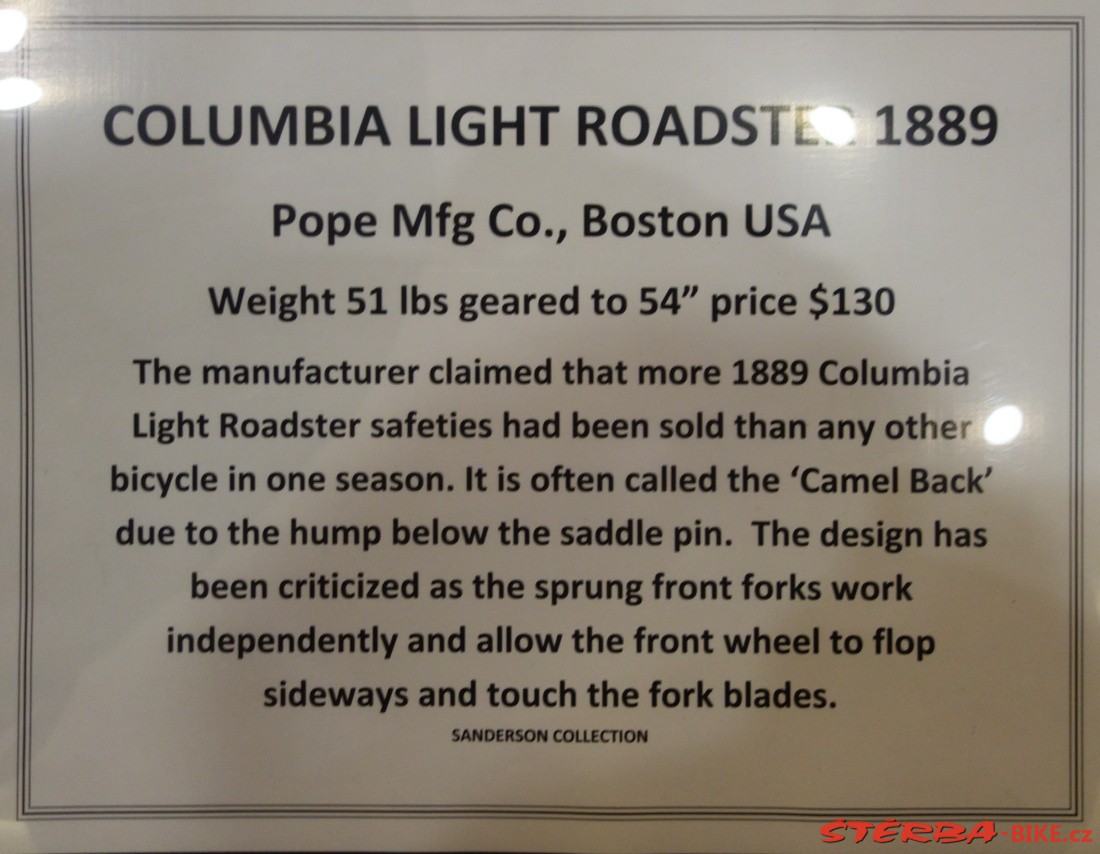 COLUMBIA LIGHT ROADSTER 1889
Pope Mfg Co., Boston USA
Weight 51 lbs geared to 54” price $130
The manufacturer claimed that more 1889 Columbia
Light Roadster safeties had been sold than any other
bicycle in one season. It is often called the ‘Camel Back’
due to the hump below the saddle pin.  The design has
been criticized as the sprung front forks work
independently and allow the front wheel to flop
sideways and touch the fork blades.
SANDERSON COLLECTION
ŠTĚRBA-BIKE.cz